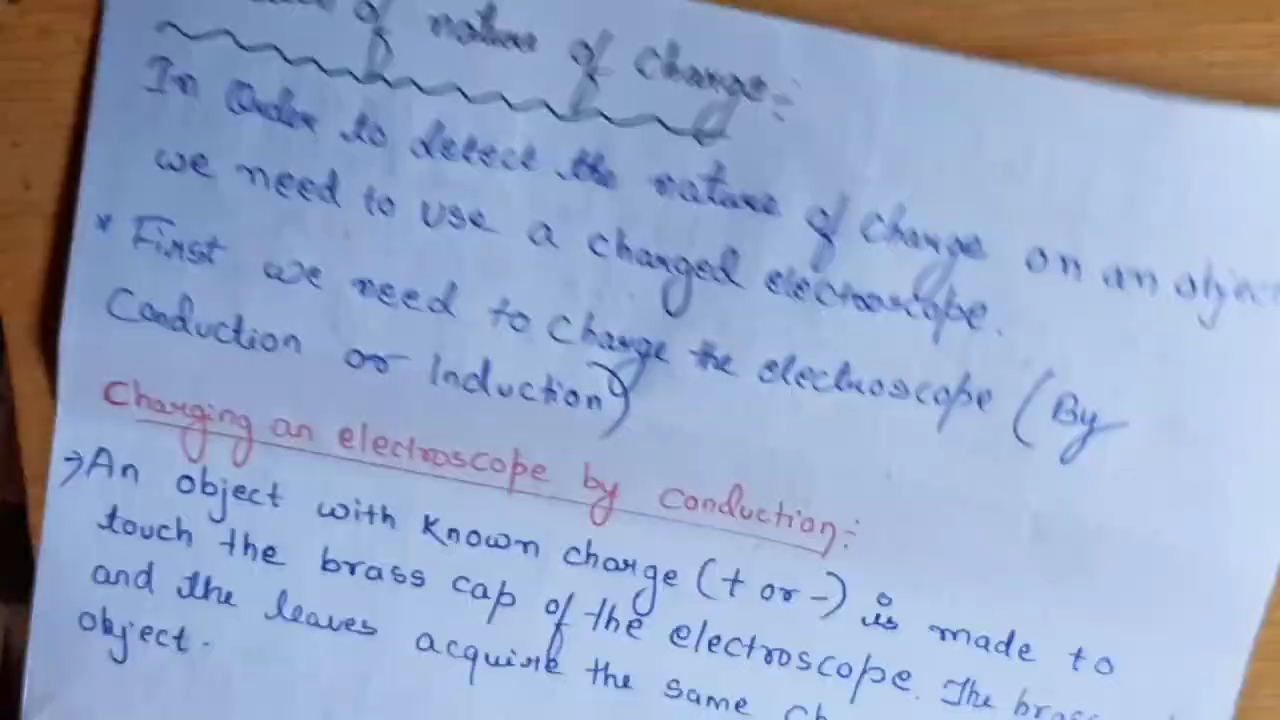 of nature of charge:-
In order to detect the nature of charge on an object
we need to use a charged electroscope.
* First we need to charge the electroscope (By
Conduction or Induction)
Charging an electroscope by conduction:-
→ An object with known charge (+ or -) is made to
touch the brass cap of the electroscope. The
and the leaves acquire the same
object.